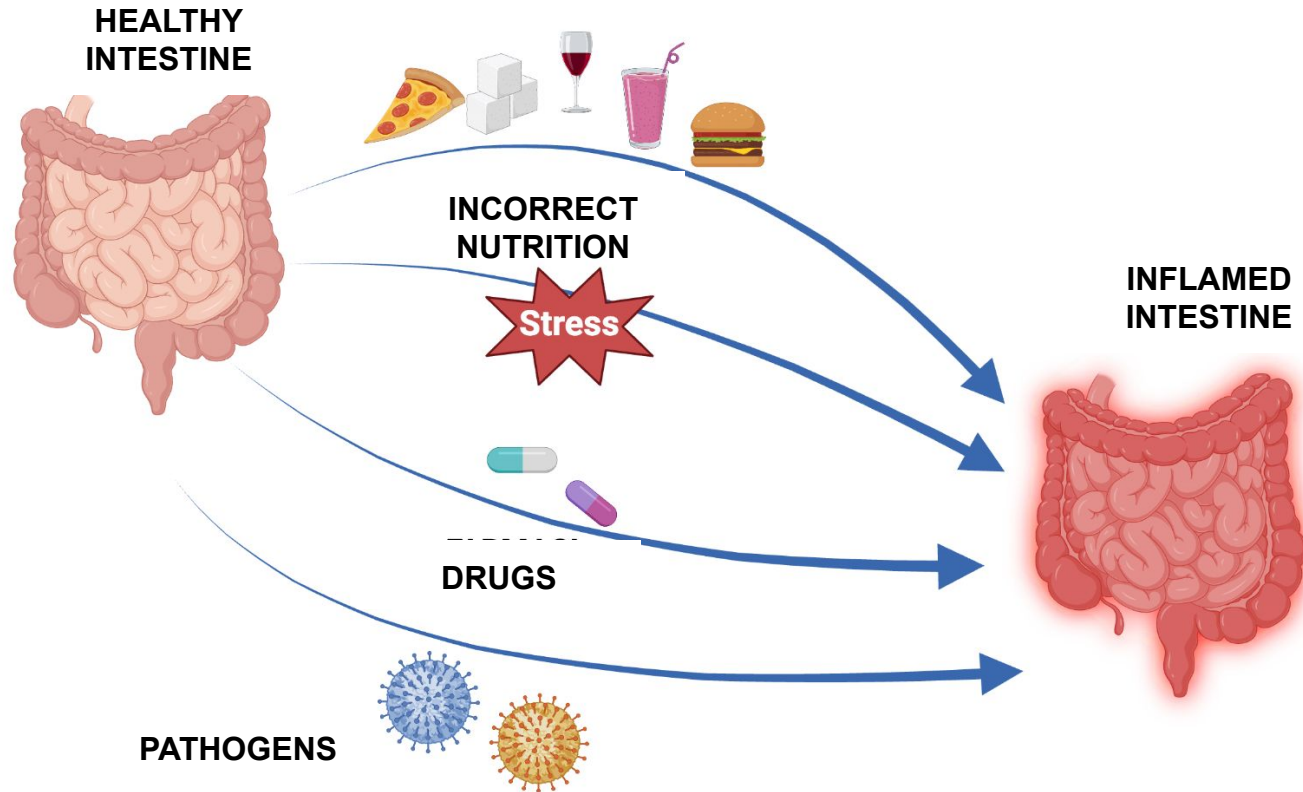 HEALTHY
INTESTINE
INCORRECT
NUTRITION
Stress
INFLAMED
INTESTINE
DRUGS
PATHOGENS